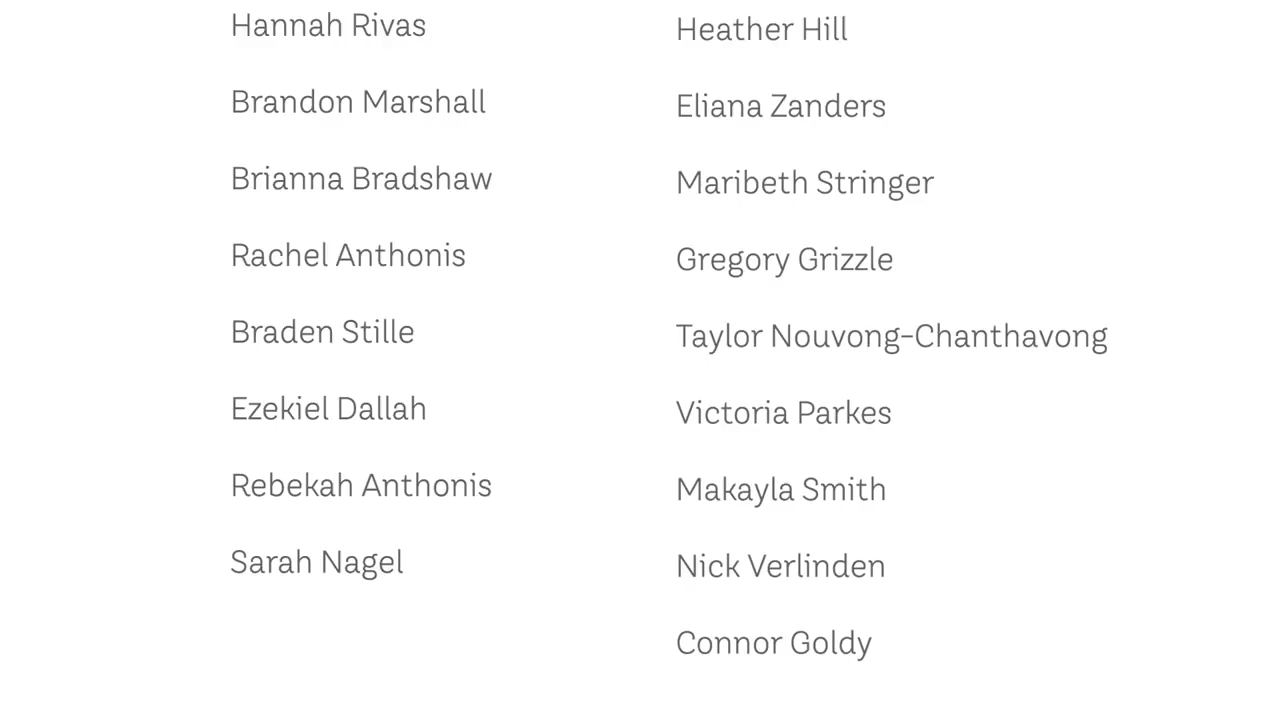 Hannah Rivas
Brandon Marshall
Brianna Bradshaw
Rachel Anthonis
Braden Stille
Ezekiel Dallah
Rebekah Anthonis
Sarah Nagel
Heather Hill
Eliana Zanders
Maribeth Stringer
Gregory Grizzle
Taylor Nouvong-Chanthavong
Victoria Parkes
Makayla Smith
Nick Verlinden
Connor Goldy